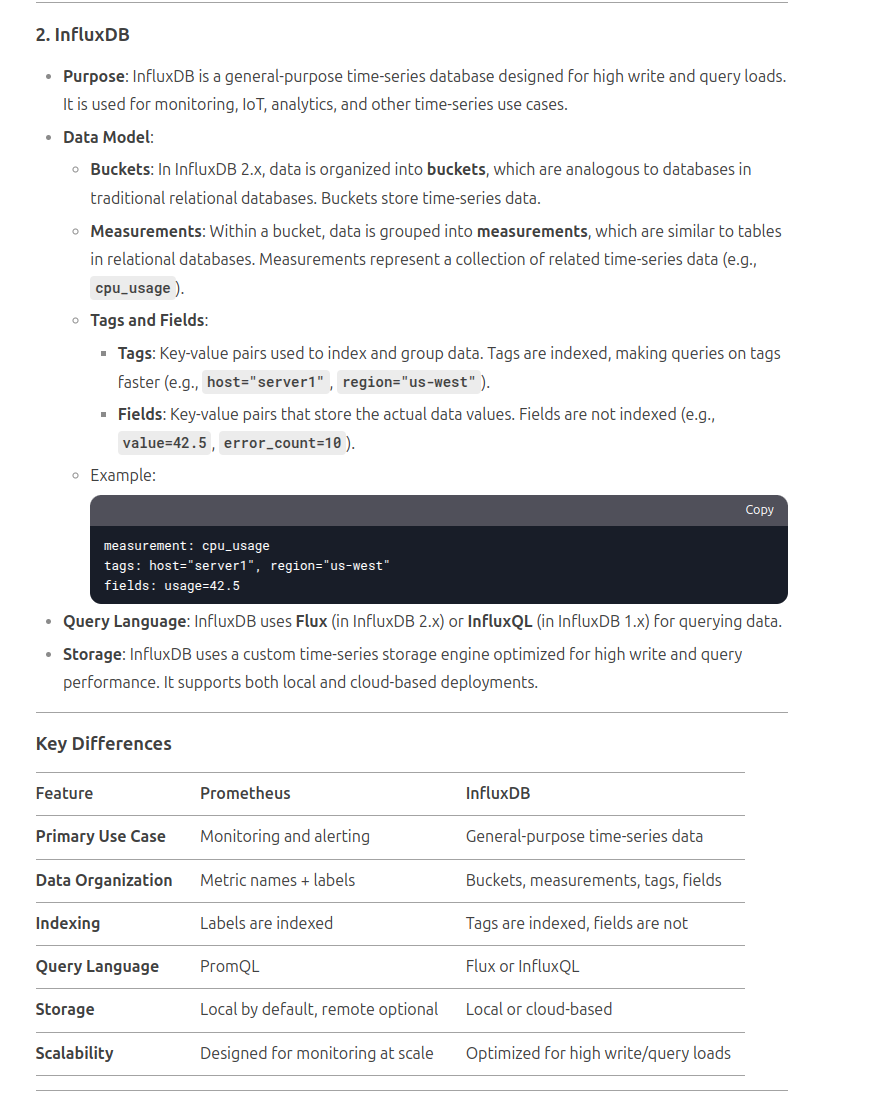 2. InfluxDB
• Purpose: InfluxDB is a general-purpose time-series database designed for high write and query loads.
It is used for monitoring, IoT, analytics, and other time-series use cases.
• Data Model:
◦ Buckets: In InfluxDB 2.x, data is organized into buckets, which are analogous to databases in
traditional relational databases. Buckets store time-series data.
◦ Measurements: Within a bucket, data is grouped into measurements, which are similar to tables
in relational databases. Measurements represent a collection of related time-series data (e.g.,
cpu_usage ).
◦ Tags and Fields:
▪ Tags: Key-value pairs used to index and group data. Tags are indexed, making queries on tags
faster (e.g., host="server1" , region="us-west" ).
▪ Fields: Key-value pairs that store the actual data values. Fields are not indexed (e.g.,
value=42.5 , error_count=10 ).
◦ Example:
Copy
measurement: cpu_usage
tags: host="server1", region="us-west"
fields: usage=42.5
• Query Language: InfluxDB uses Flux (in InfluxDB 2.x) or InfluxQL (in InfluxDB 1.x) for querying data.
• Storage: InfluxDB uses a custom time-series storage engine optimized for high write and query
performance. It supports both local and cloud-based deployments.
Key Differences
Feature Prometheus InfluxDB
Primary Use Case Monitoring and alerting General-purpose time-series data
Data Organization Metric names + labels Buckets, measurements, tags, fields
Indexing Labels are indexed Tags are indexed, fields are not
Query Language PromQL Flux or InfluxQL
Storage Local by default, remote optional Local or cloud-based
Scalability Designed for monitoring at scale Optimized for high write/query loads